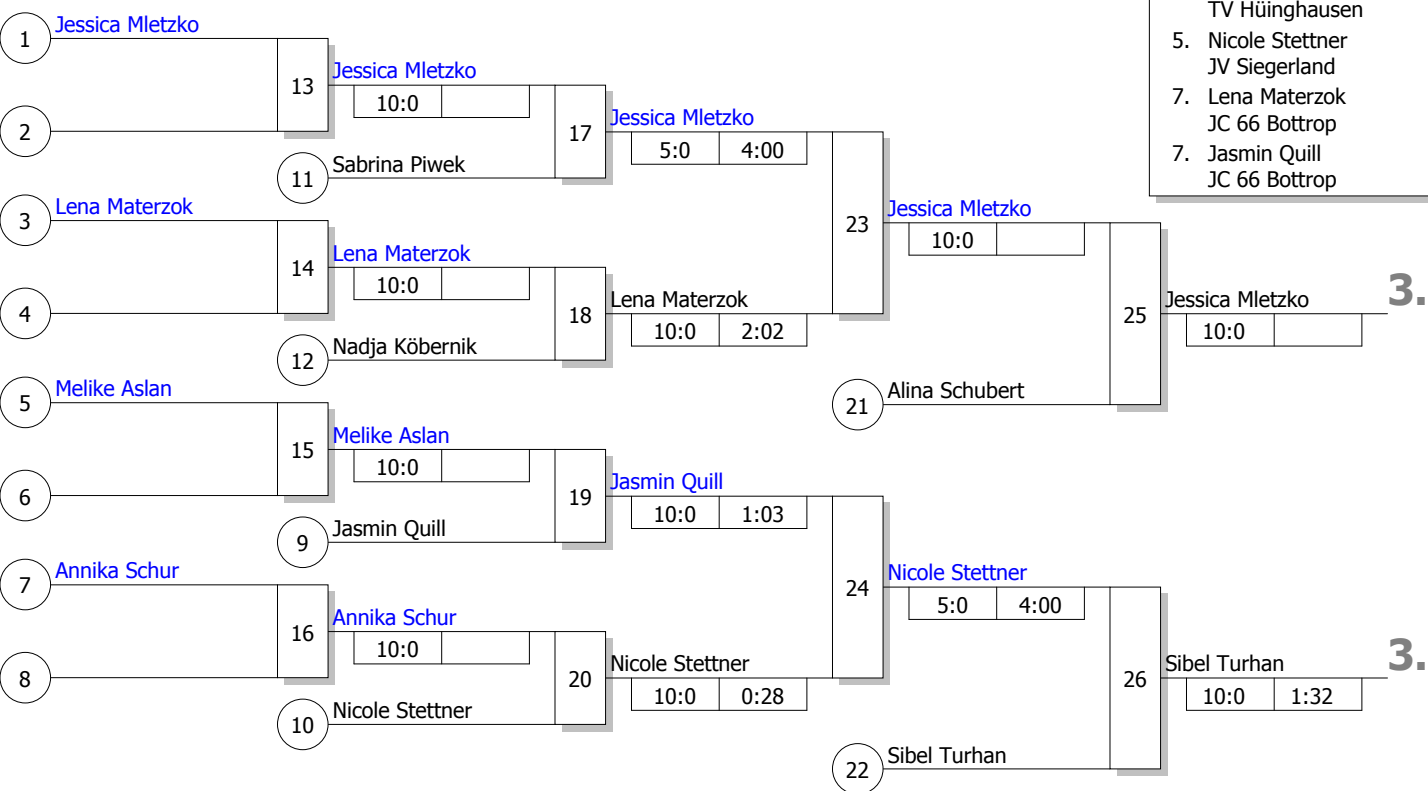 TV Hüinghausen
5. Nicole Stettner
JV Siegerland
7. Lena Materzok
JC 66 Bottrop
7. Jasmin Quill
JC 66 Bottrop
1 Jessica Mletzko
2
13 Jessica Mletzko
10:0
11 Sabrina Piwek
17 Jessica Mletzko
5:0 4:00
3 Lena Materzok
4
14 Lena Materzok
10:0
12 Nadja Köbernik
18 Lena Materzok
10:0 2:02
23 Jessica Mletzko
10:0
21 Alina Schubert
25 Jessica Mletzko
10:0
3.
5 Melike Aslan
6
15 Melike Aslan
10:0
9 Jasmin Quill
19 Jasmin Quill
10:0 1:03
7 Annika Schur
8
16 Annika Schur
10:0
10 Nicole Stettner
20 Nicole Stettner
10:0 0:28
24 Nicole Stettner
5:0 4:00
22 Sibel Turhan
26 Sibel Turhan
10:0 1:32
3.